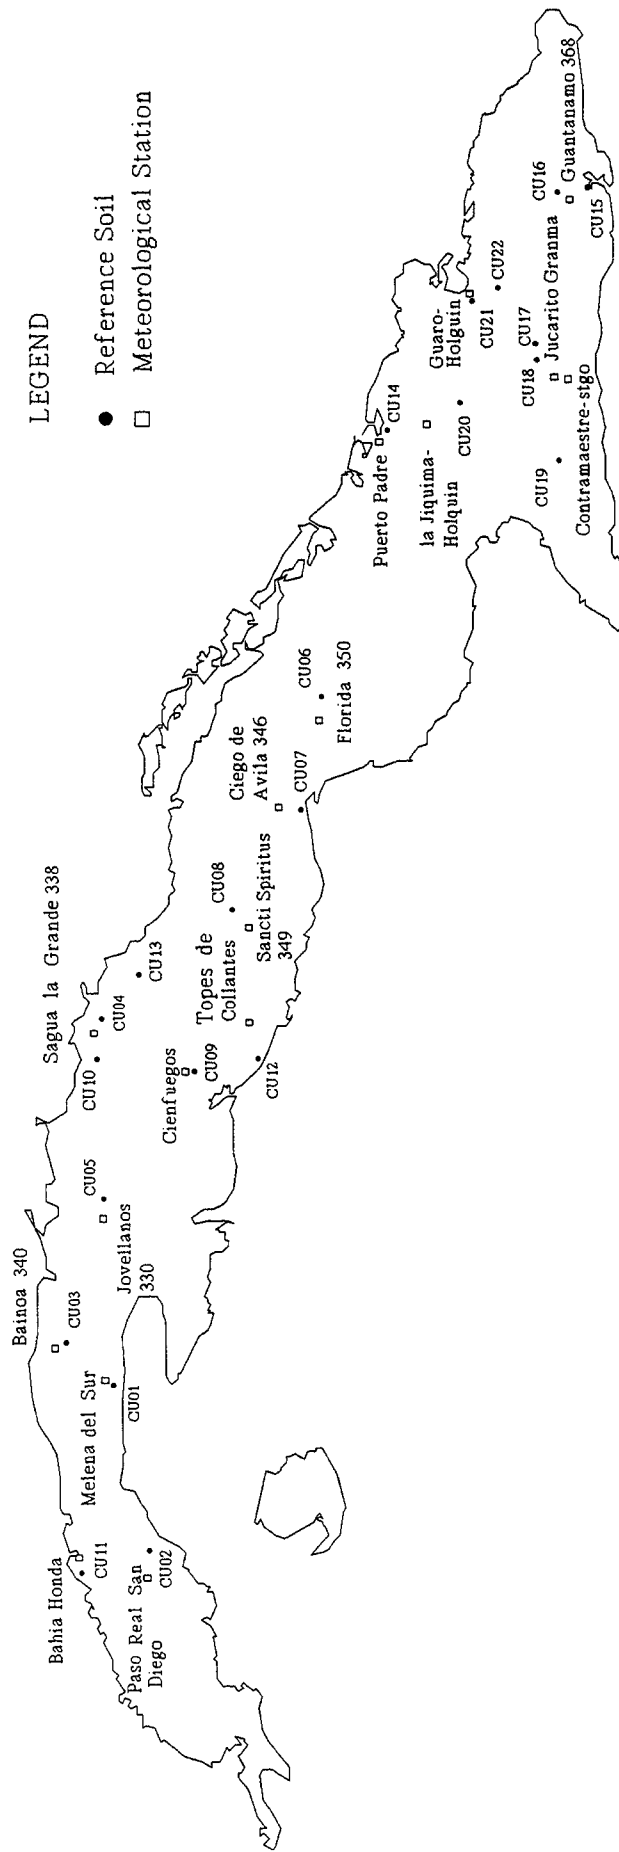 LEGEND
Reference Soil
Meteorological Station
Bahia Honda
CU11
Paso Real San
Diego
CU02
Melena del Sur
CU01
Bainoa 340
CU03
Jovellanos
330
CU05
Sagua la Grande 338
CU10
CU04
CU13
Cienfuegos
CU09
CU12
Topes de
Collantes
CU08
Sancti Spiritus
349
Ciego de
Avila 346
CU07
CU06
Florida 350
Puerto Padre
CU14
la Jiquima-
Holquin
CU20
Guaro-
Holguin
CU21
CU22
CU19
CU18
CU17
Jucarito Granma
Contramaestre-stgo
CU16
Guantanamo 368
CU15